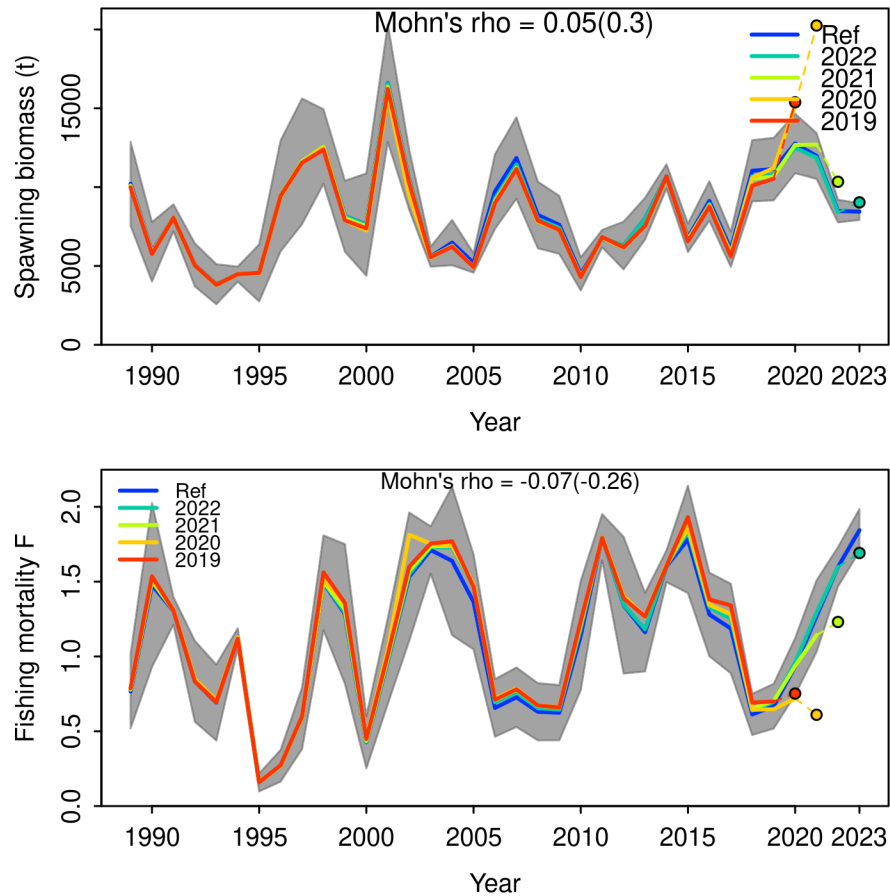 Mohn's rho = 0.05(0.3)
Spawning biomass (t)
0
5000
15000
Ref
2022
2021
2020
2019
1990 1995 2000 2005 2010 2015 2020 2023
Year
Mohn's rho = -0.07(-0.26)
Fishing mortality F
0.0
0.5
1.0
1.5
2.0
Ref
2022
2021
2020
2019
1990 1995 2000 2005 2010 2015 2020 2023
Year